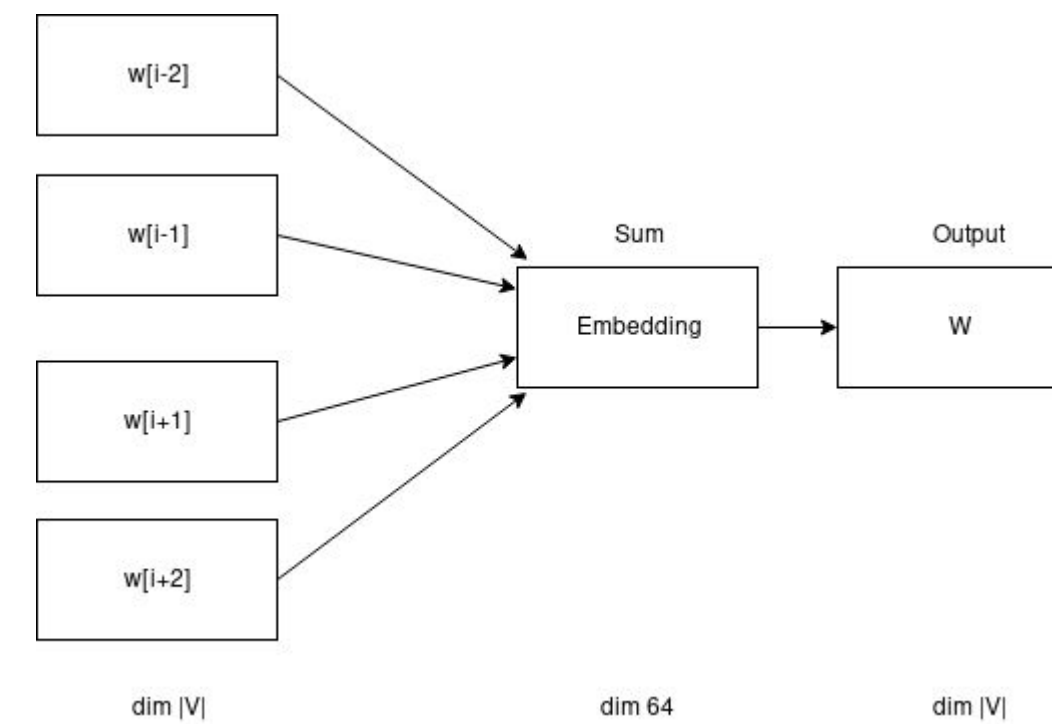 w[i-2]
w[i-1]
w[i+1]
w[i+2]
dim |V|
Sum
Embedding
dim 64
Output
W
dim |V|